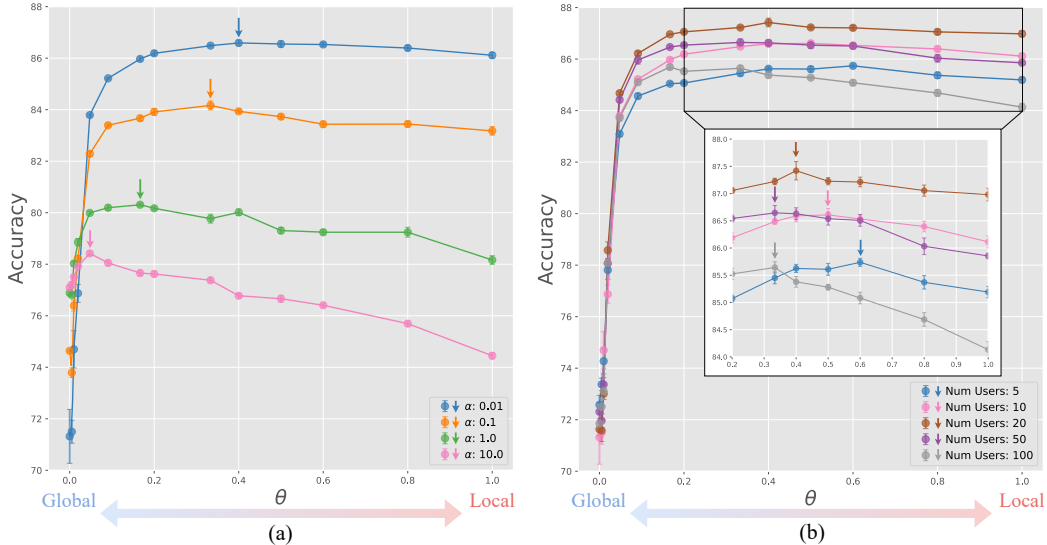 88
86
84
82
80
78
76
74
72
70
Accuracy
0.0
0.2
0.4
0.6
0.8
1.0
θ
α: 0.01
α: 0.1
α: 1.0
α: 10.0
Global
Local
(a)
88
86
84
82
80
78
76
74
72
70
Accuracy
88.0
87.5
87.0
86.5
86.0
85.5
85.0
84.5
84.0
0.2
0.3
0.4
0.5
0.6
0.7
0.8
0.9
1.0
Num Users: 5
Num Users: 10
Num Users: 20
Num Users: 50
Num Users: 100
0.0
0.2
0.4
0.6
0.8
1.0
θ
Global
Local
(b)